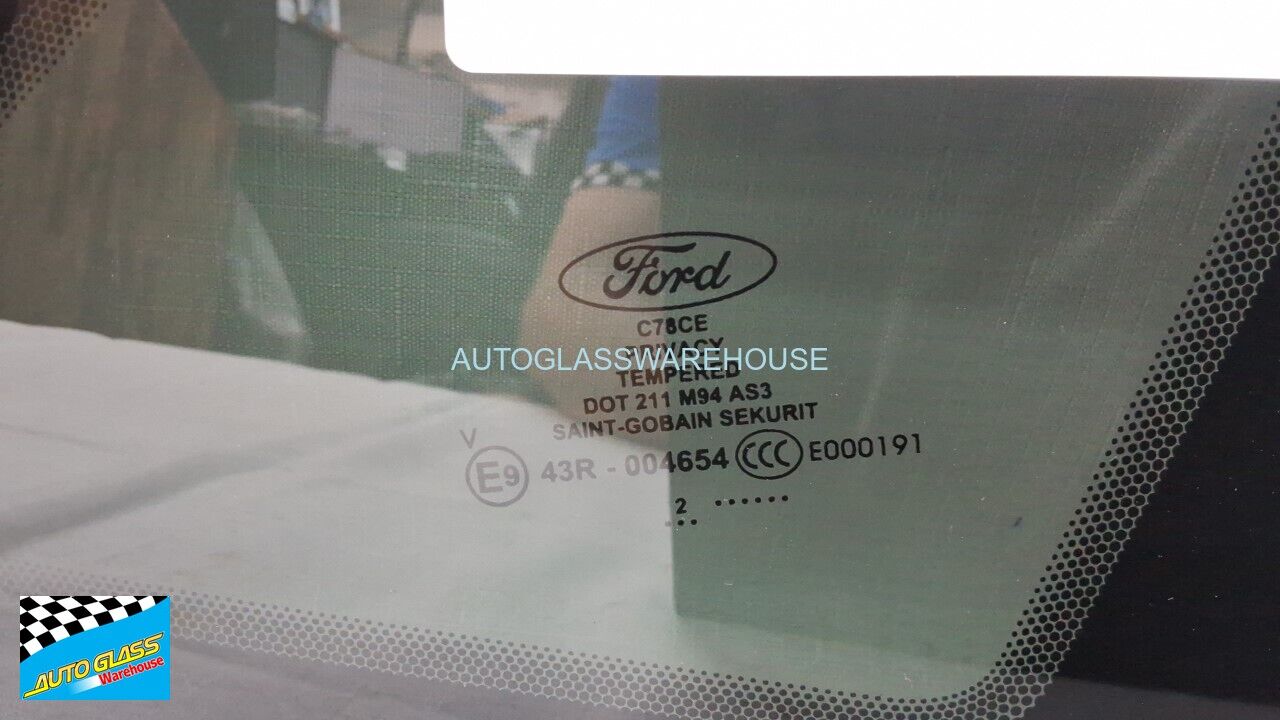 Ford
C78CE
PRIVACY
AUTOGLASSWAREHOUSE
TEMPERED
DOT 211 M94 AS3
SAINT-GOBAIN SEKURIT
V
E9 43R - 004654 CCC E000191
2 ......
...
AUTO GLASS
Warehouse